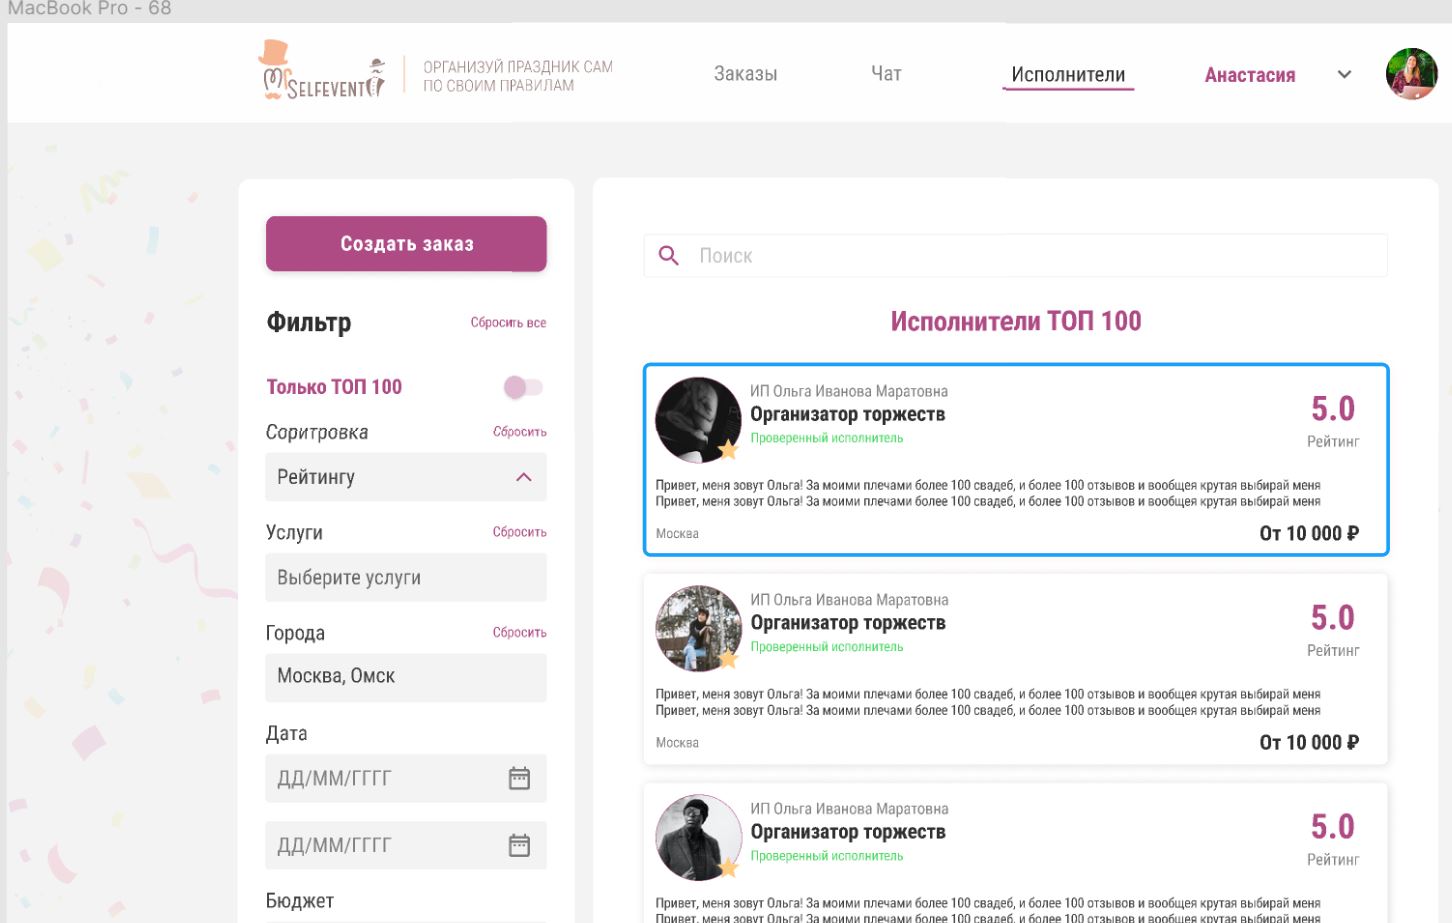 MacBook Pro - 68
MrSELFEVENT
ОРГАНИЗУЙ ПРАЗДНИК САМ
ПО СВОИМ ПРАВИЛАМ
Заказы
Чат
Исполнители
Анастасия
Создать заказ
Фильтр
Сбросить все
Только ТОП 100
Соритровка
Сбросить
Рейтингу
Услуги
Сбросить
Выберите услуги
Города
Сбросить
Москва, Омск
Дата
ДД/ММ/ГГГГ
ДД/ММ/ГГГГ
Бюджет
Поиск
Исполнители ТОП 100
ИП Ольга Иванова Маратовна
Организатор торжеств
Проверенный исполнитель
5.0
Рейтинг
Привет, меня зовут Ольга! За моими плечами более 100 свадеб, и более 100 отзывов и вообщея крутая выбирай меня
Привет, меня зовут Ольга! За моими плечами более 100 свадеб, и более 100 отзывов и вообщея крутая выбирай меня
Москва
От 10 000 ₽
ИП Ольга Иванова Маратовна
Организатор торжеств
Проверенный исполнитель
5.0
Рейтинг
Привет, меня зовут Ольга! За моими плечами более 100 свадеб, и более 100 отзывов и вообщея крутая выбирай меня
Привет, меня зовут Ольга! За моими плечами более 100 свадеб, и более 100 отзывов и вообщея крутая выбирай меня
Москва
От 10 000 ₽
ИП Ольга Иванова Маратовна
Организатор торжеств
Проверенный исполнитель
5.0
Рейтинг
Привет, меня зовут Ольга! За моими плечами более 100 свадеб, и более 100 отзывов и вообщея крутая выбирай меня
Привет, меня зовут Ольга! За моими плечами более 100 свадеб, и более 100 отзывов и вообщея крутая выбирай меня